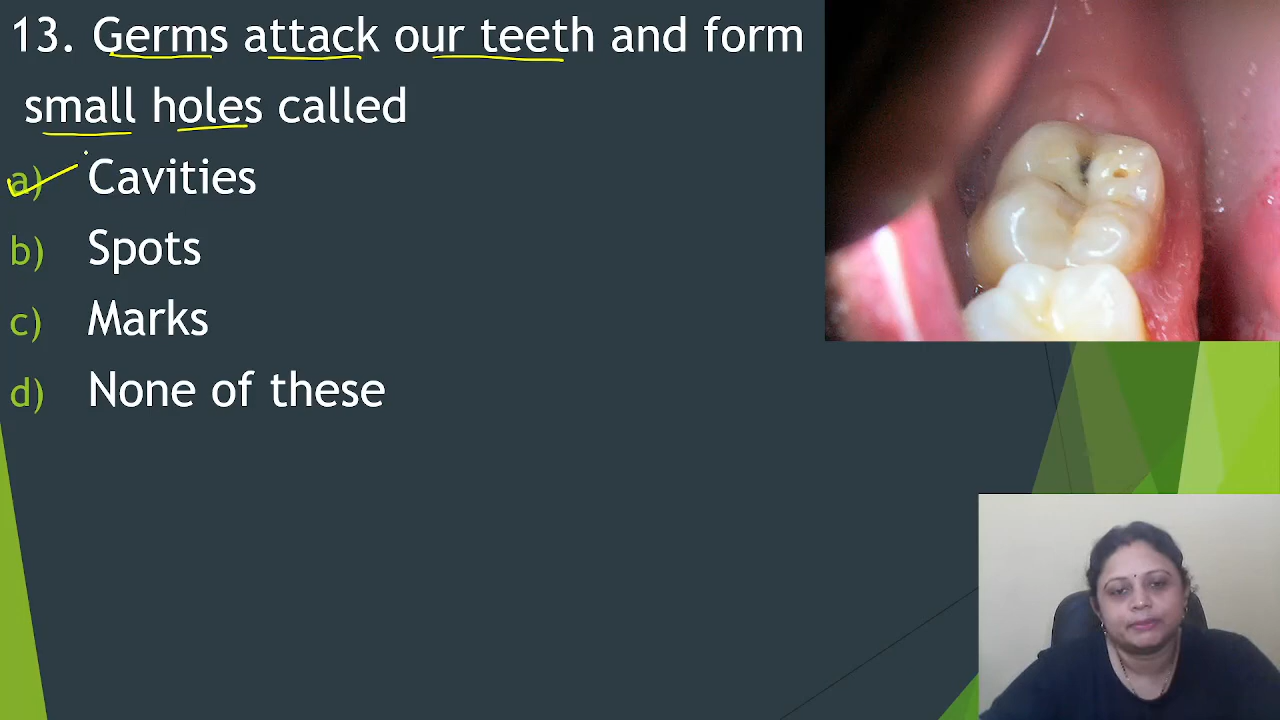 13. Germs attack our teeth and form
small holes called
a) Cavities
b) Spots
c) Marks
d) None of these